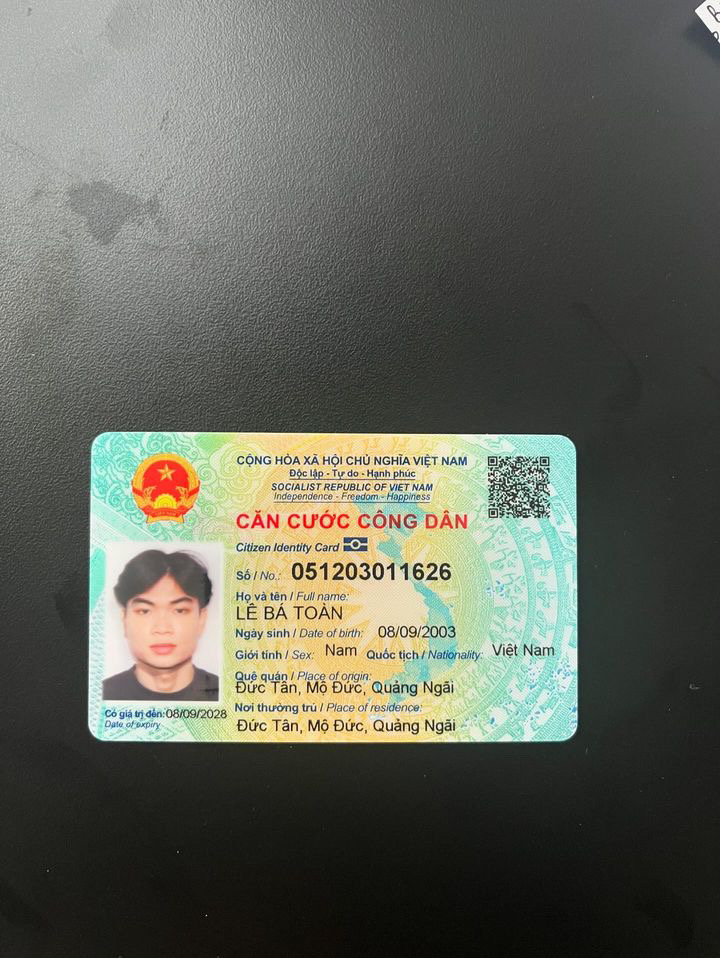 CỘNG HÒA XÃ HỘI CHỦ NGHĨA VIỆT NAM
Độc lập - Tự do - Hạnh phúc
SOCIALIST REPUBLIC OF VIET NAM
Independence - Freedom - Happiness
CĂN CƯỚC CÔNG DÂN
Citizen Identity Card
Số / No.: 051203011626
Họ và tên / Full name:
LÊ BÁ TOÀN
Ngày sinh / Date of birth: 08/09/2003
Giới tính / Sex: Nam Quốc tịch / Nationality: Việt Nam
Quê quán / Place of origin:
Đức Tân, Mộ Đức, Quảng Ngãi
Nơi thường trú / Place of residence:
Đức Tân, Mộ Đức, Quảng Ngãi
Có giá trị đến: 08/09/2028
Date of expiry